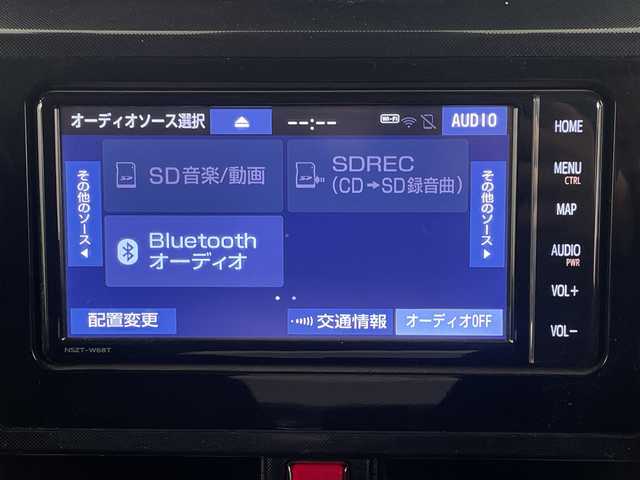 オーディオソース選択 ⏏ --:-- Wi-Fi AUDIO
その他のソース◀
SD音楽/動画
SDREC
(CD→SD録音曲)
その他のソース▶
Bluetooth
オーディオ
配置変更
交通情報
オーディオOFF
NSZT-W68T
HOME
MENU
CTRL
MAP
AUDIO
PWR
VOL+
VOL−